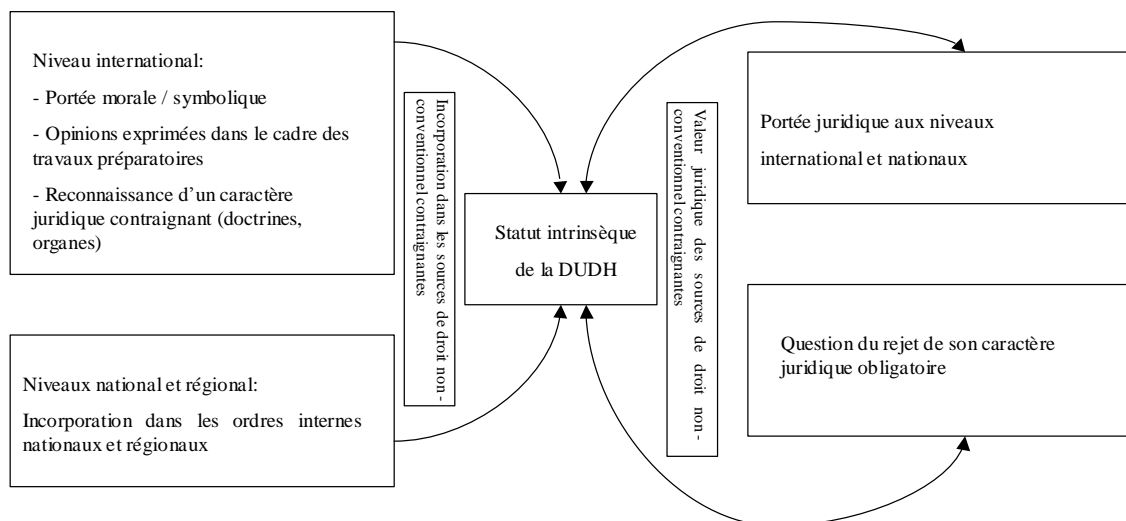 Niveau international:
- Portée morale / symbolique
- Opinions exprimées dans le cadre des
travaux préparatoires
- Reconnaissance d’un caractère
juridique contraignant (doctrines,
organes)
Niveaux national et régional:
Incorporation dans les ordres internes
nationaux et régionaux
Incorporation dans les sources de droit non-
conventionnel contraignantes
Statut intrinsèque
de la DUDH
Valeur juridique des sources de droit non-
conventionnel contraignantes
Portée juridique aux niveaux
international et nationaux
Question du rejet de son caractère
juridique obligatoire